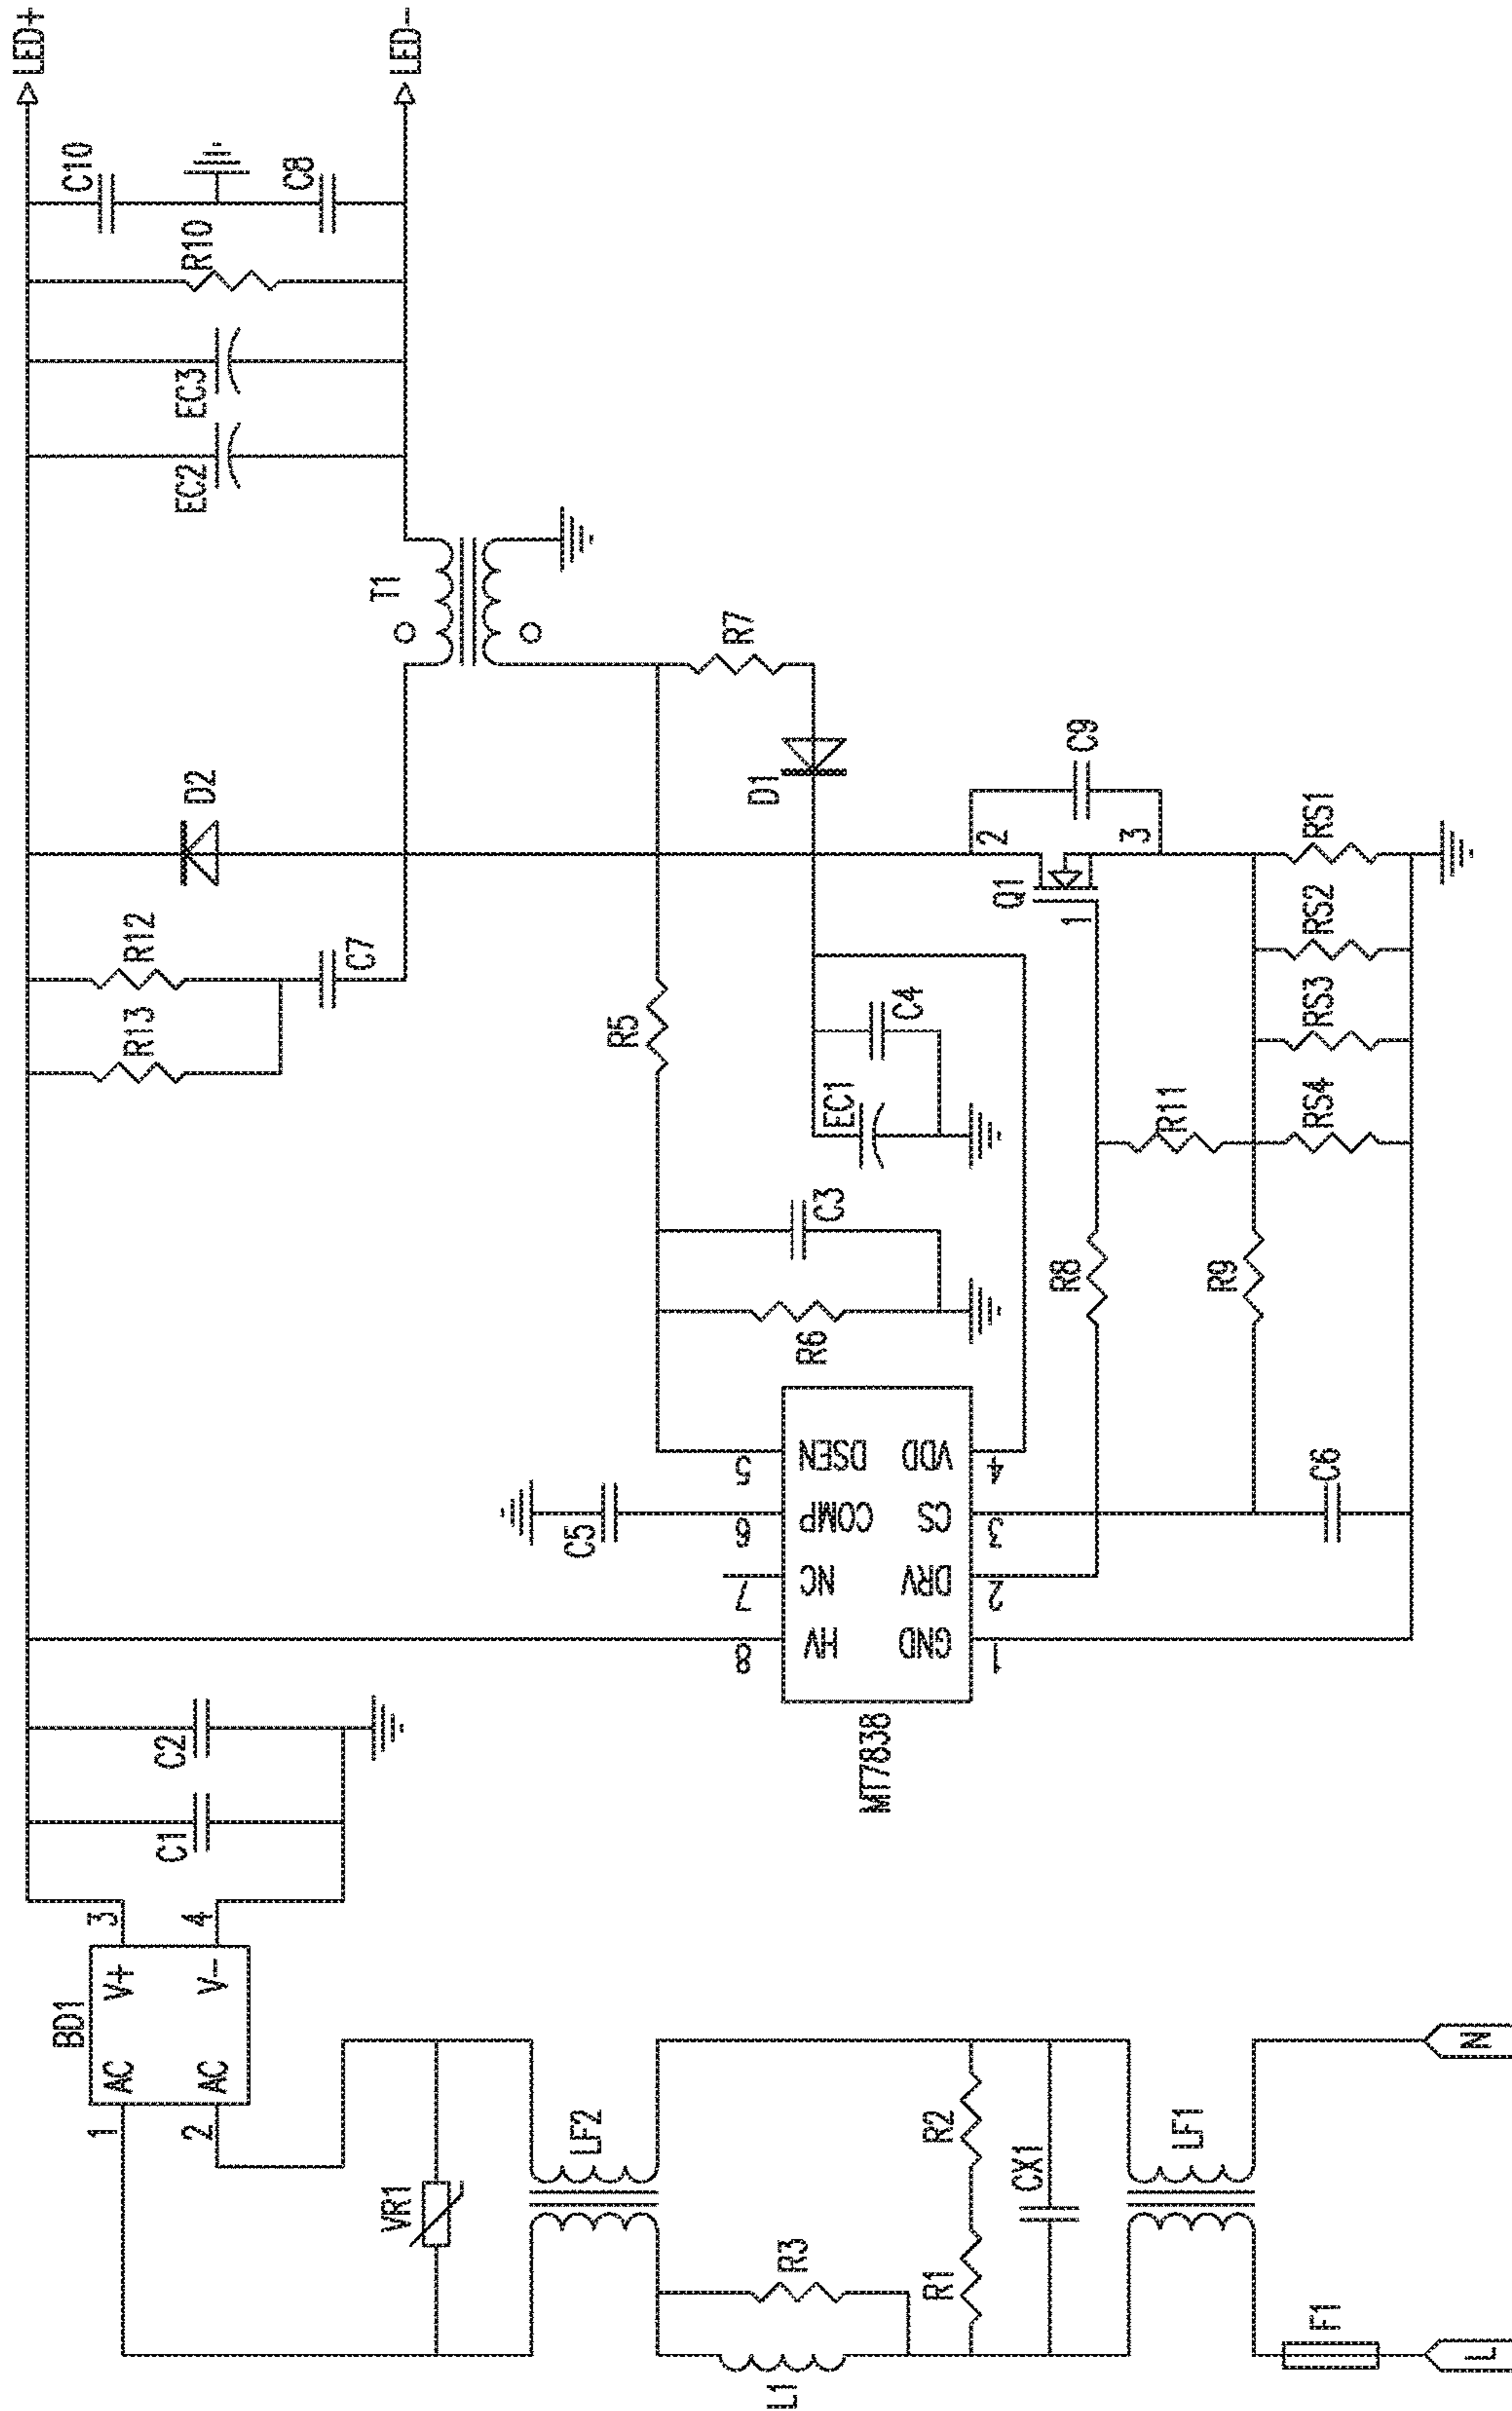 LED+
LED-
C10
C8
R10
EC3
EC2
T1
R7
D2
D1
C9
2
3
Q1
1
R12
R13
C7
R5
C4
EC1
C3
R6
R11
RS1
RS2
RS3
RS4
R8
R9
C5
C6
5
DSEN
VDD
4
6
COMP
CS
3
7
NC
DRV
2
8
HV
GND
1
MT7838
C2
C1
BD1
3
V+
V-
4
AC
AC
1
2
VR1
LF2
R3
L1
R2
R1
CX1
LF1
F1
N
L